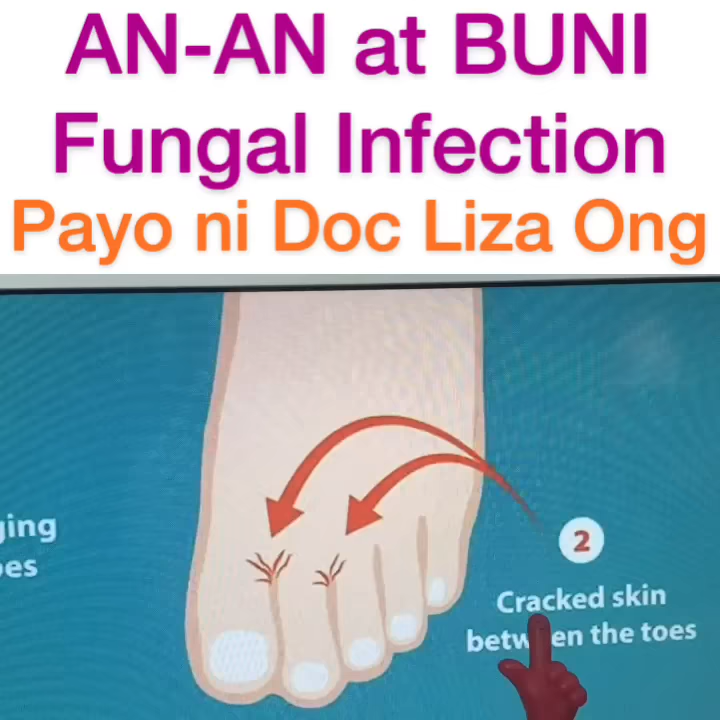 AN-AN at BUNI
Fungal Infection
Payo ni Doc Liza Ong
2
Cracked skin
between the toes